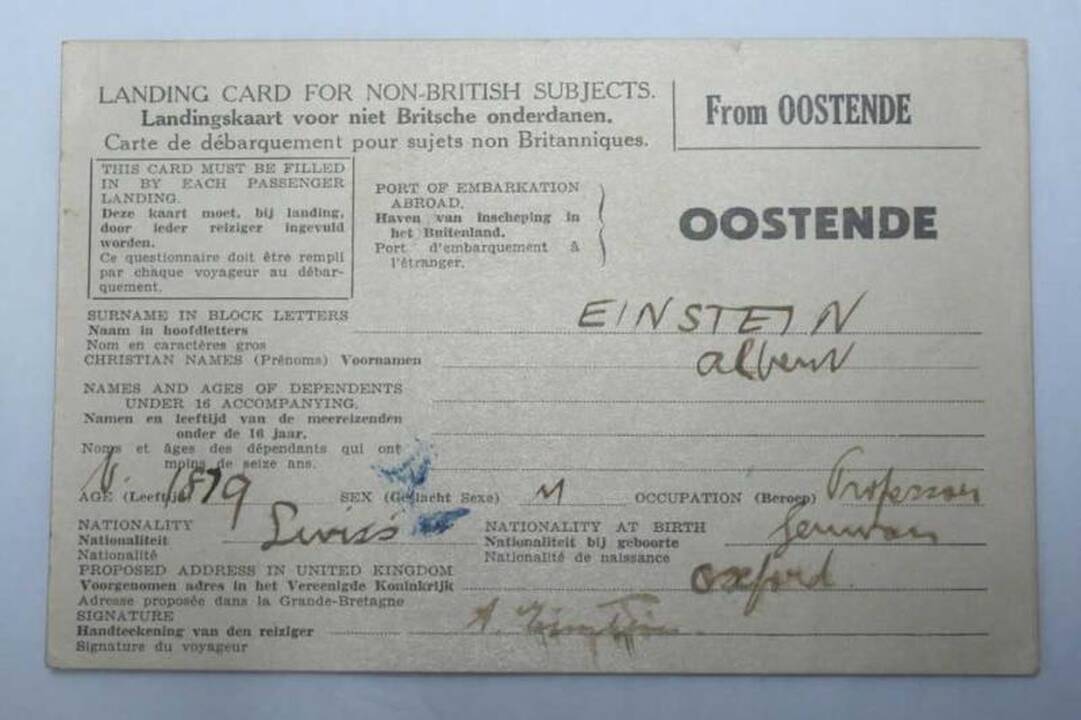 LANDING CARD FOR NON-BRITISH SUBJECTS.
Landingskaart voor niet Britsche onderdanen.
Carte de débarquement pour sujets non Britanniques.
From OOSTENDE
THIS CARD MUST BE FILLED
IN BY EACH PASSENGER
LANDING.
Deze kaart moet, bij landing,
door ieder reiziger ingevuld
worden.
Ce questionnaire doit être rempli
par chaque voyageur au débar-
quement.
PORT OF EMBARKATION
ABROAD.
Haven van inscheping in
het Buitenland.
Port d'embarquement à
l'étranger.
OOSTENDE
SURNAME IN BLOCK LETTERS EINSTEIN
Naam in hoofdletters
Nom en caractères gros
CHRISTIAN NAMES (Prénoms) Voornamen Albert
NAMES AND AGES OF DEPENDENTS
UNDER 16 ACCOMPANYING.
Namen en leeftijd van de meereizenden
onder de 16 jaar.
Noms et âges des dépendants qui ont
moins de seize ans.
AGE (Leeftijd) 1879 SEX (Geslacht Sexe) M OCCUPATION (Beroep) Professor
NATIONALITY Swiss NATIONALITY AT BIRTH German
Nationaliteit Nationaliteit bij geboorte
Nationalité Nationalité de naissance
PROPOSED ADDRESS IN UNITED KINGDOM Oxford.
Voorgenomen adres in het Vereenigde Koninkrijk
Adresse proposée dans la Grande-Bretagne
SIGNATURE A. Einstein.
Handteekening van den reiziger
Signature du voyageur